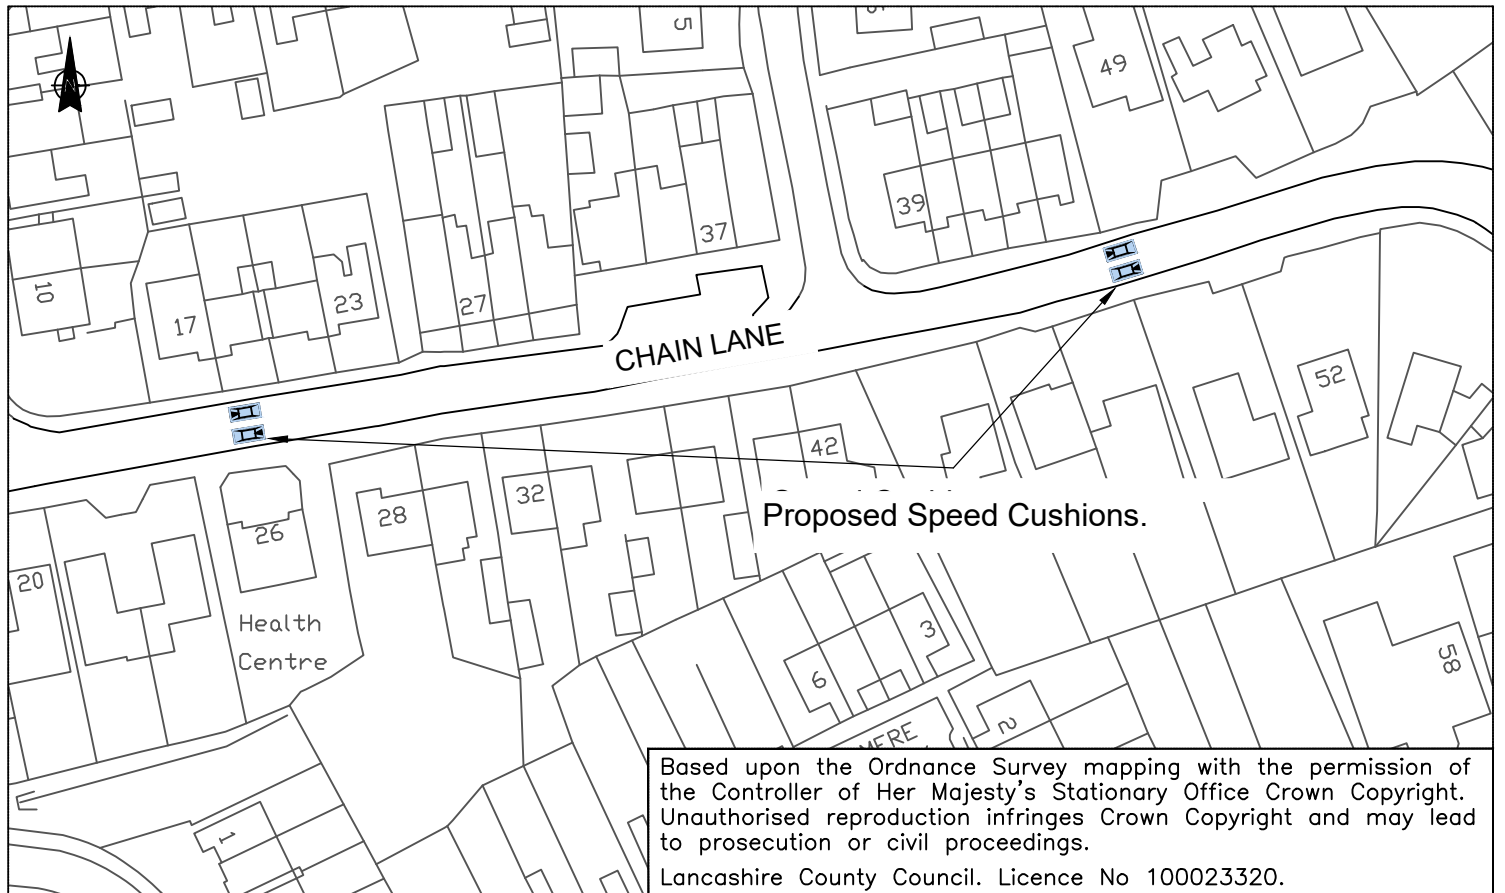 N
5
49
39
37
10
23
27
17
CHAIN LANE
52
42
32
28
Proposed Speed Cushions.
26
20
Health
Centre
3
6
58
2
MERE
1
Based upon the Ordnance Survey mapping with the permission of
the Controller of Her Majesty's Stationary Office Crown Copyright.
Unauthorised reproduction infringes Crown Copyright and may lead
to prosecution or civil proceedings.
Lancashire County Council. Licence No 100023320.